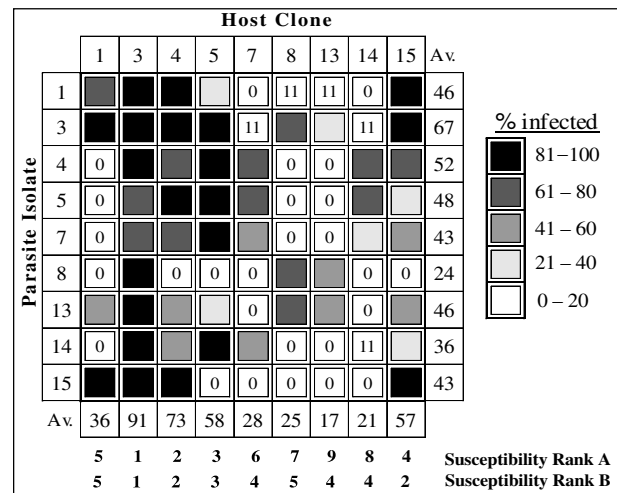 Host Clone
1 3 4 5 7 8 13 14 15 Av.
1 0 11 11 0 46
3 11 11 67
4 0 0 0 52
5 0 0 0 48
7 0 0 0 43
8 0 0 0 0 0 0 24
13 0 0 46
14 0 0 0 11 36
15 0 0 0 0 0 43
Av. 36 91 73 58 28 25 17 21 57
5 1 2 3 6 7 9 8 4 Susceptibility Rank A
5 1 2 3 4 5 4 4 2 Susceptibility Rank B
Parasite Isolate
% infected
81–100
61 – 80
41 – 60
21 – 40
0 – 20